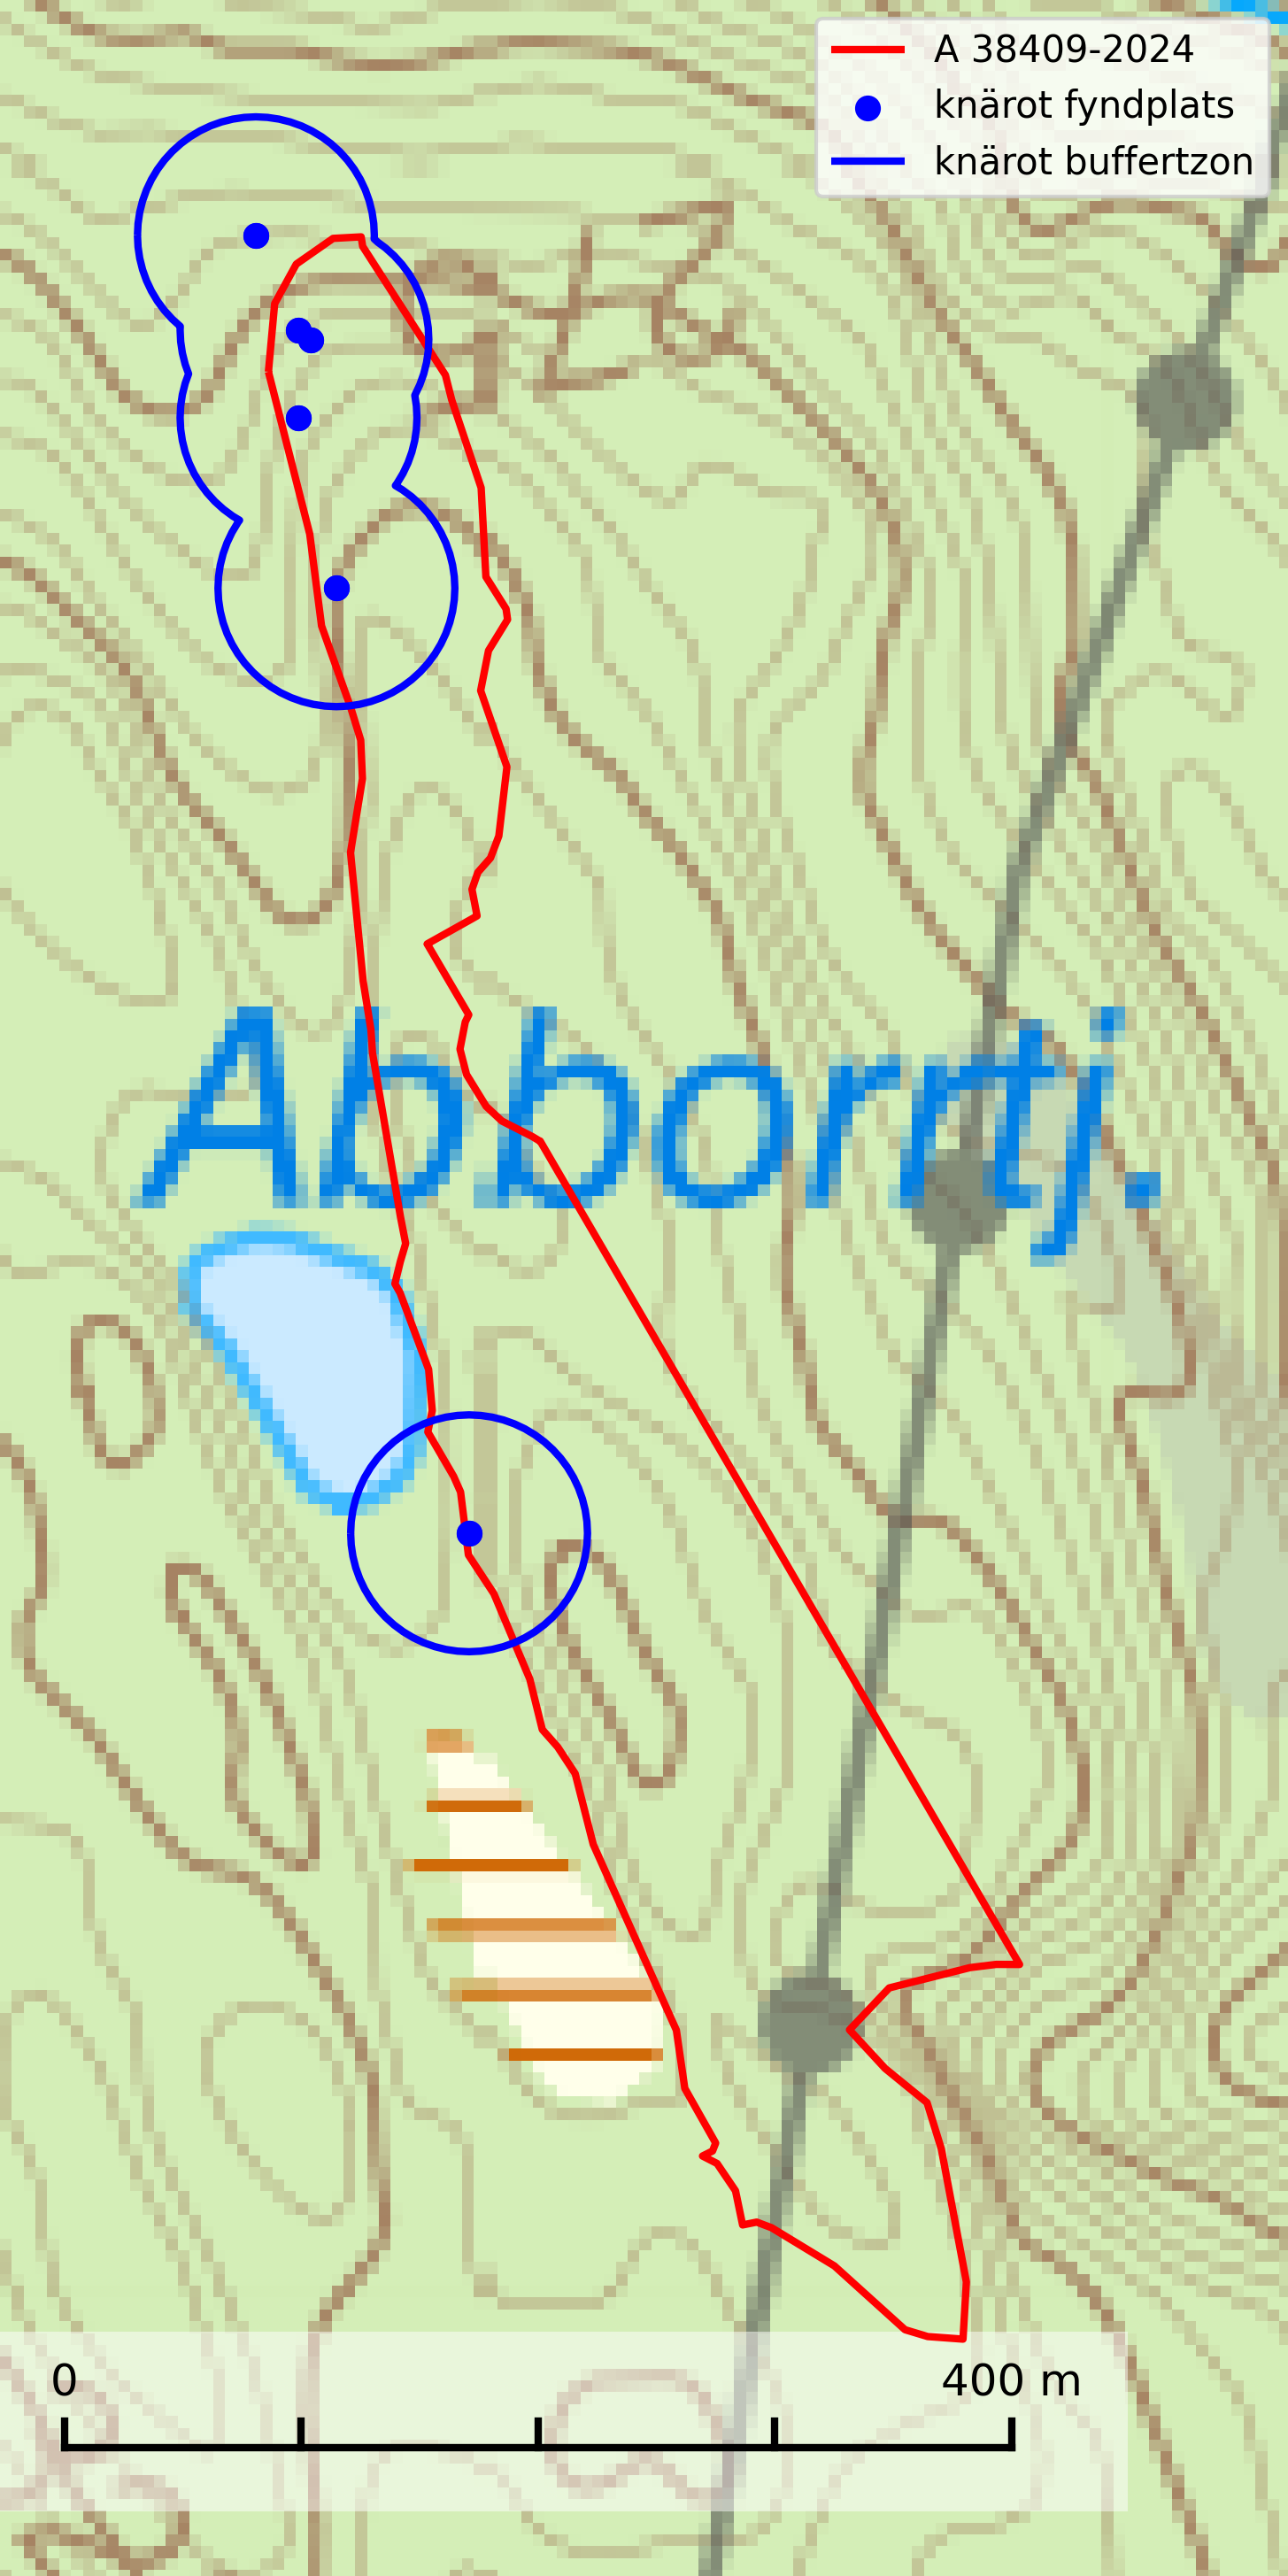 A 38409-2024
knärot fyndplats
knärot buffertzon
Abborrtj.
0 400 m